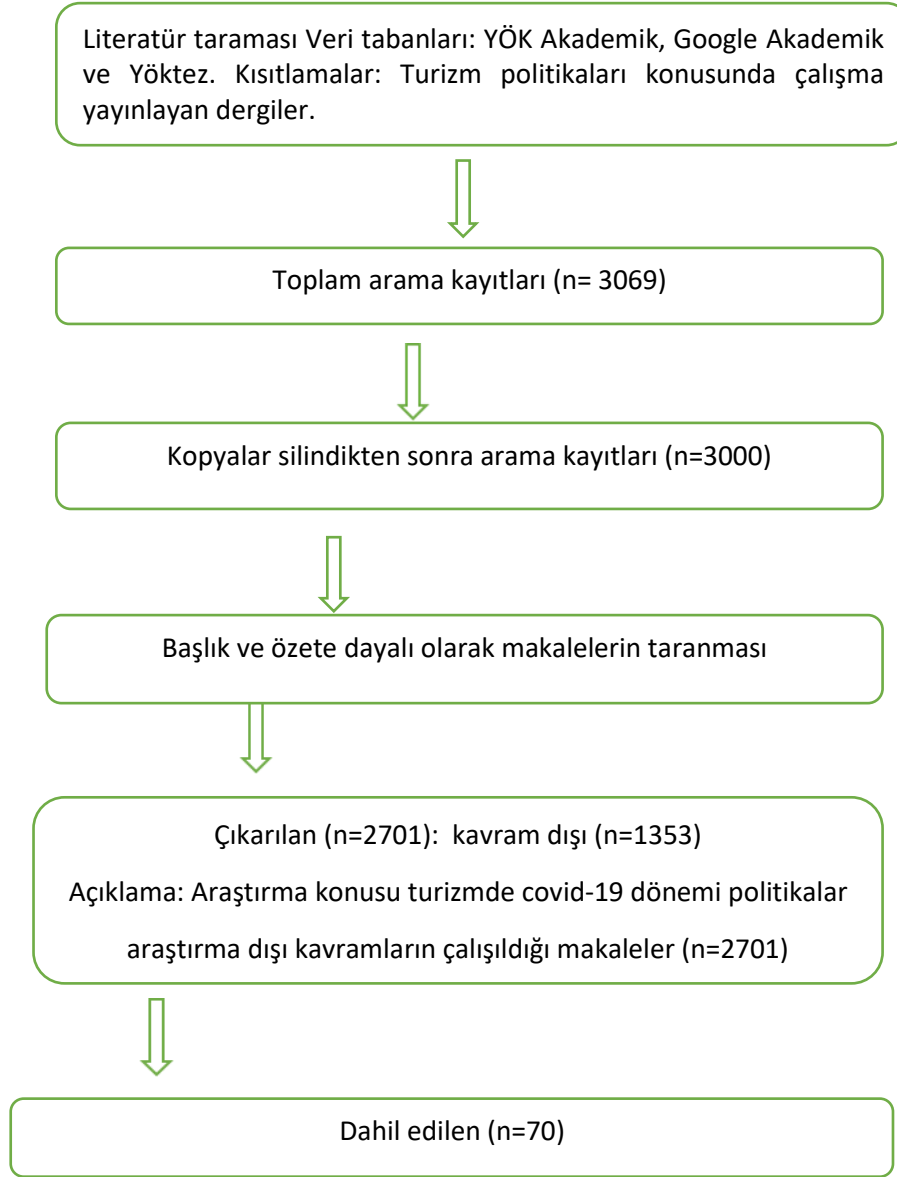 Literatür taraması Veri tabanları: YÖK Akademik, Google Akademik
ve Yöktez. Kısıtlamalar: Turizm politikaları konusunda çalışma
yayınlayan dergiler.
Toplam arama kayıtları (n= 3069)
Kopyalar silindikten sonra arama kayıtları (n=3000)
Başlık ve özete dayalı olarak makalelerin taranması
Çıkarılan (n=2701): kavram dışı (n=1353)
Açıklama: Araştırma konusu turizmde covid-19 dönemi politikalar
araştırma dışı kavramların çalışıldığı makaleler (n=2701)
Dahil edilen (n=70)